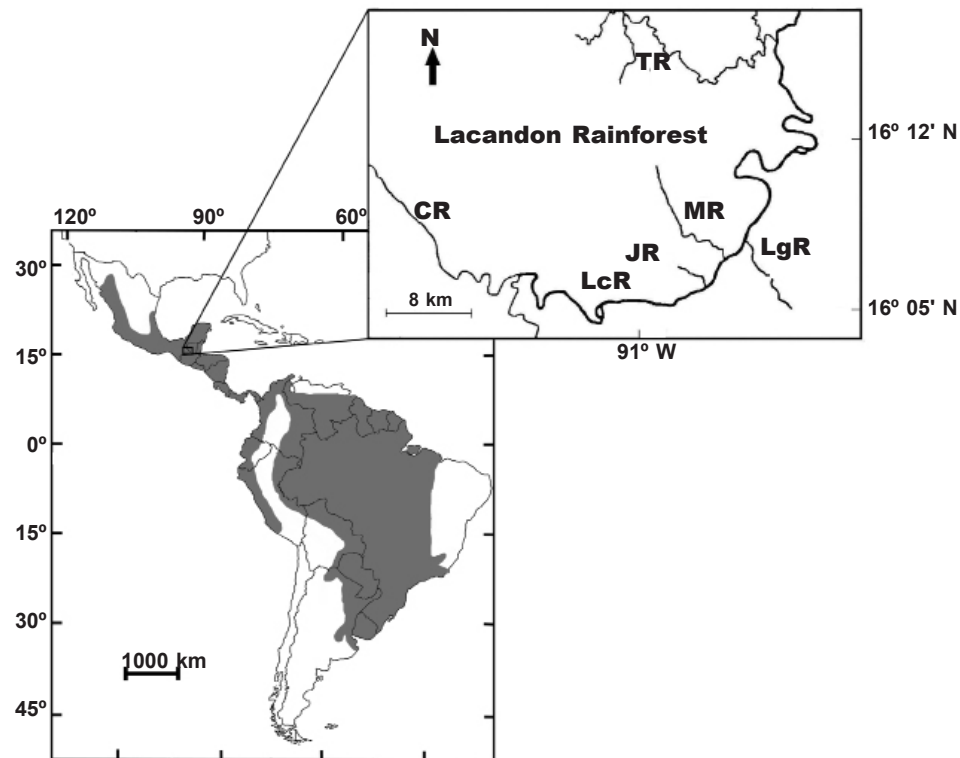 N
TR
16º 12' N
Lacandon Rainforest
CR
MR
LgR
JR
LcR
8 km
16º 05' N
91º W
120º
90º
60º
30º
15º
0º
15º
30º
1000 km
45º